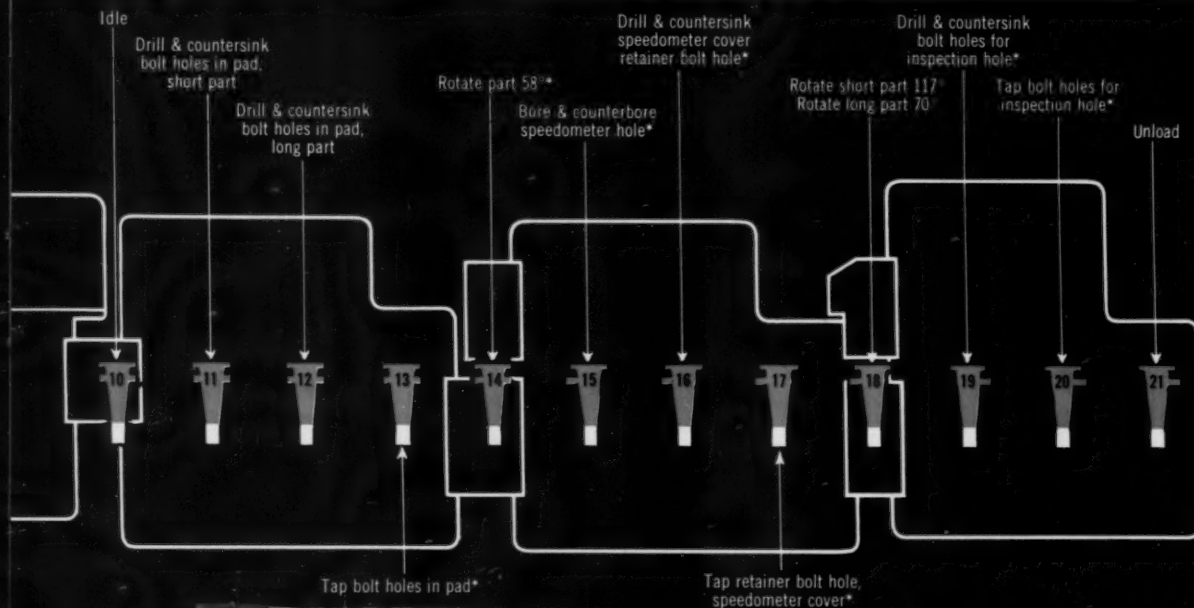 Idle
Drill & countersink
bolt holes in pad,
short part
Drill & countersink
bolt holes in pad,
long part
Rotate part 58°*
Bore & counterbore
speedometer hole*
Drill & countersink
speedometer cover
retainer bolt hole*
Rotate short part 117°
Rotate long part 70
Drill & countersink
bolt holes for
inspection hole*
Tap bolt holes for
inspection hole*
Unload
10
11
12
13
14
15
16
17
18
19
20
21
Tap bolt holes in pad*
Tap retainer bolt hole,
speedometer cover*